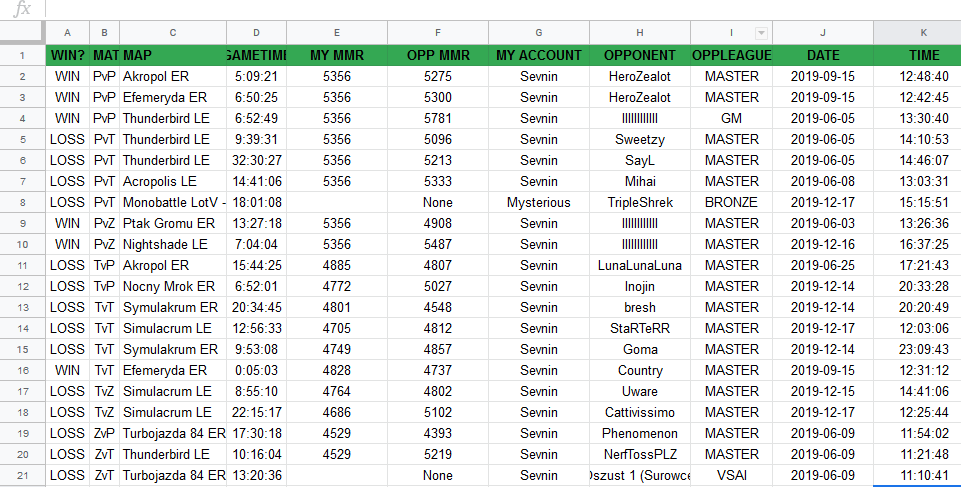 fx
A B C D E F G H I J K
1 WIN? MAT MAP GAMETIME MY MMR OPP MMR MY ACCOUNT OPPONENT OPPLEAGUE DATE TIME
2 WIN PvP Akropol ER 5:09:21 5356 5275 Sevnin HeroZealot MASTER 2019-09-15 12:48:40
3 WIN PvP Efemeryda ER 6:50:25 5356 5300 Sevnin HeroZealot MASTER 2019-09-15 12:42:45
4 WIN PvP Thunderbird LE 6:52:49 5356 5781 Sevnin GM 2019-06-05 13:30:40
5 LOSS PvT Thunderbird LE 9:39:31 5356 5096 Sevnin Sweetzy MASTER 2019-06-05 14:10:53
6 LOSS PvT Thunderbird LE 32:30:27 5356 5213 Sevnin SayL MASTER 2019-06-05 14:46:07
7 LOSS PvT Acropolis LE 14:41:06 5356 5333 Sevnin Mihai MASTER 2019-06-08 13:03:31
8 LOSS PvT Monobattle LotV - 18:01:08 None Mysterious TripleShrek BRONZE 2019-12-17 15:15:51
9 WIN PvZ Ptak Gromu ER 13:27:18 5356 4908 Sevnin MASTER 2019-06-03 13:26:36
10 WIN PvZ Nightshade LE 7:04:04 5356 5487 Sevnin MASTER 2019-12-16 16:37:25
11 LOSS TvP Akropol ER 15:44:25 4885 4807 Sevnin LunaLunaLuna MASTER 2019-06-25 17:21:43
12 LOSS TvP Nocny Mrok ER 6:52:01 4772 5027 Sevnin Inojin MASTER 2019-12-14 20:33:28
13 LOSS TvT Symulakrum ER 20:34:45 4801 4548 Sevnin bresh MASTER 2019-12-14 20:20:49
14 LOSS TvT Simulacrum LE 12:56:33 4705 4812 Sevnin StaRTeRR MASTER 2019-12-17 12:03:06
15 LOSS TvT Symulakrum ER 9:53:08 4749 4857 Sevnin Goma MASTER 2019-12-14 23:09:43
16 WIN TvT Efemeryda ER 0:05:03 4828 4737 Sevnin Country MASTER 2019-09-15 12:31:12
17 LOSS TvZ Simulacrum LE 8:55:10 4764 4802 Sevnin Uware MASTER 2019-12-15 14:41:06
18 LOSS TvZ Simulacrum LE 22:15:17 4686 5102 Sevnin Cattivissimo MASTER 2019-12-17 12:25:44
19 LOSS ZvP Turbojazda 84 ER 17:30:18 4529 4393 Sevnin Phenomenon MASTER 2019-06-09 11:54:02
20 LOSS ZvT Thunderbird LE 10:16:04 4529 5219 Sevnin NerfTossPLZ MASTER 2019-06-09 11:21:48
21 LOSS ZvT Turbojazda 84 ER 13:20:36 None Sevnin Oszust 1 (Surowce VSAI 2019-06-09 11:10:41